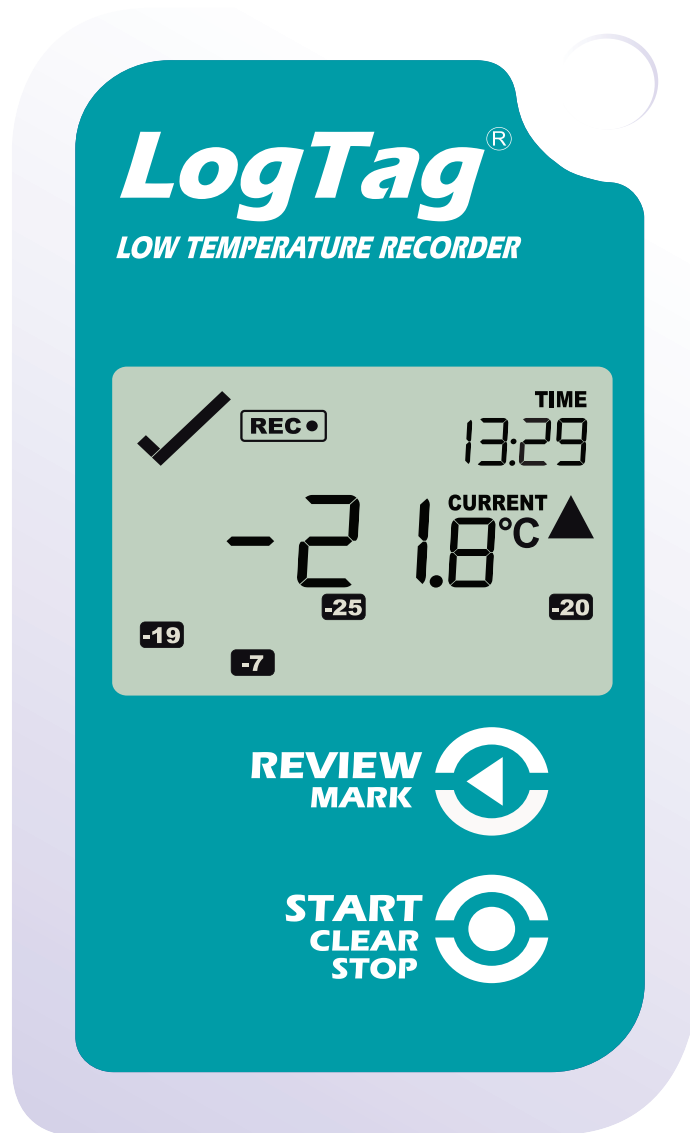 LogTag®
LOW TEMPERATURE RECORDER
REC
TIME
13:29
CURRENT
-21.8°C
-25
-20
-19
-7
REVIEW
MARK
START
CLEAR
STOP